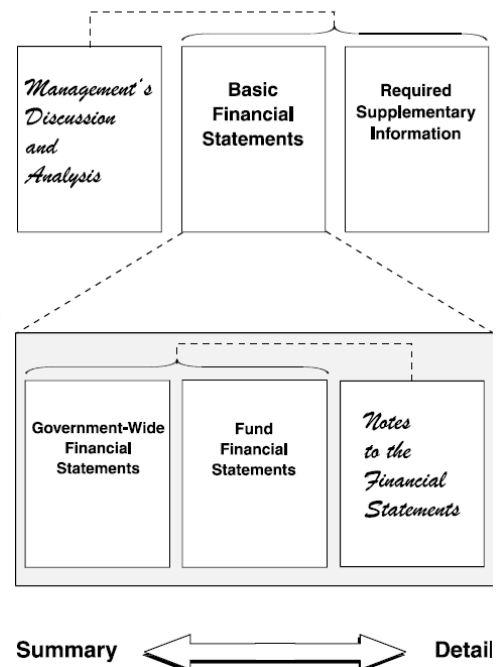 Management's
Discussion
and
Analysis
Basic
Financial
Statements
Required
Supplementary
Information
Government-Wide
Financial
Statements
Fund
Financial
Statements
Notes
to the
Financial
Statements
Summary
Detail